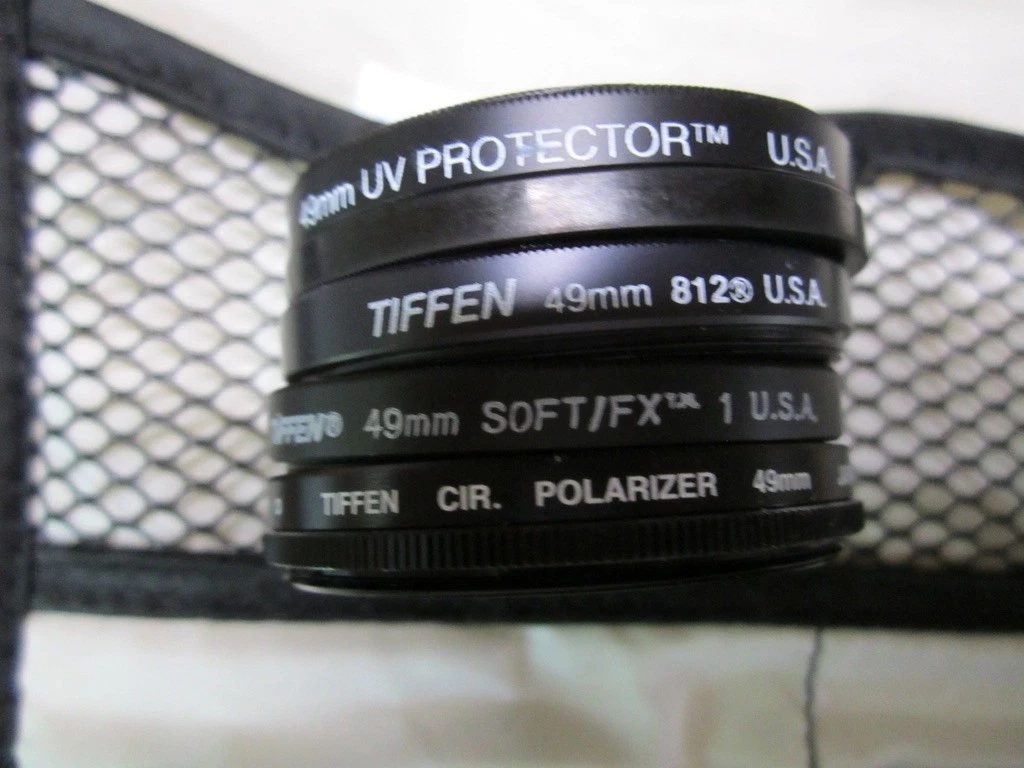 49mm UV PROTECTOR™ U.S.A.
TIFFEN 49mm 812® U.S.A.
TIFFEN® 49mm SOFT/FX™ 1 U.S.A.
TIFFEN CIR. POLARIZER 49mm